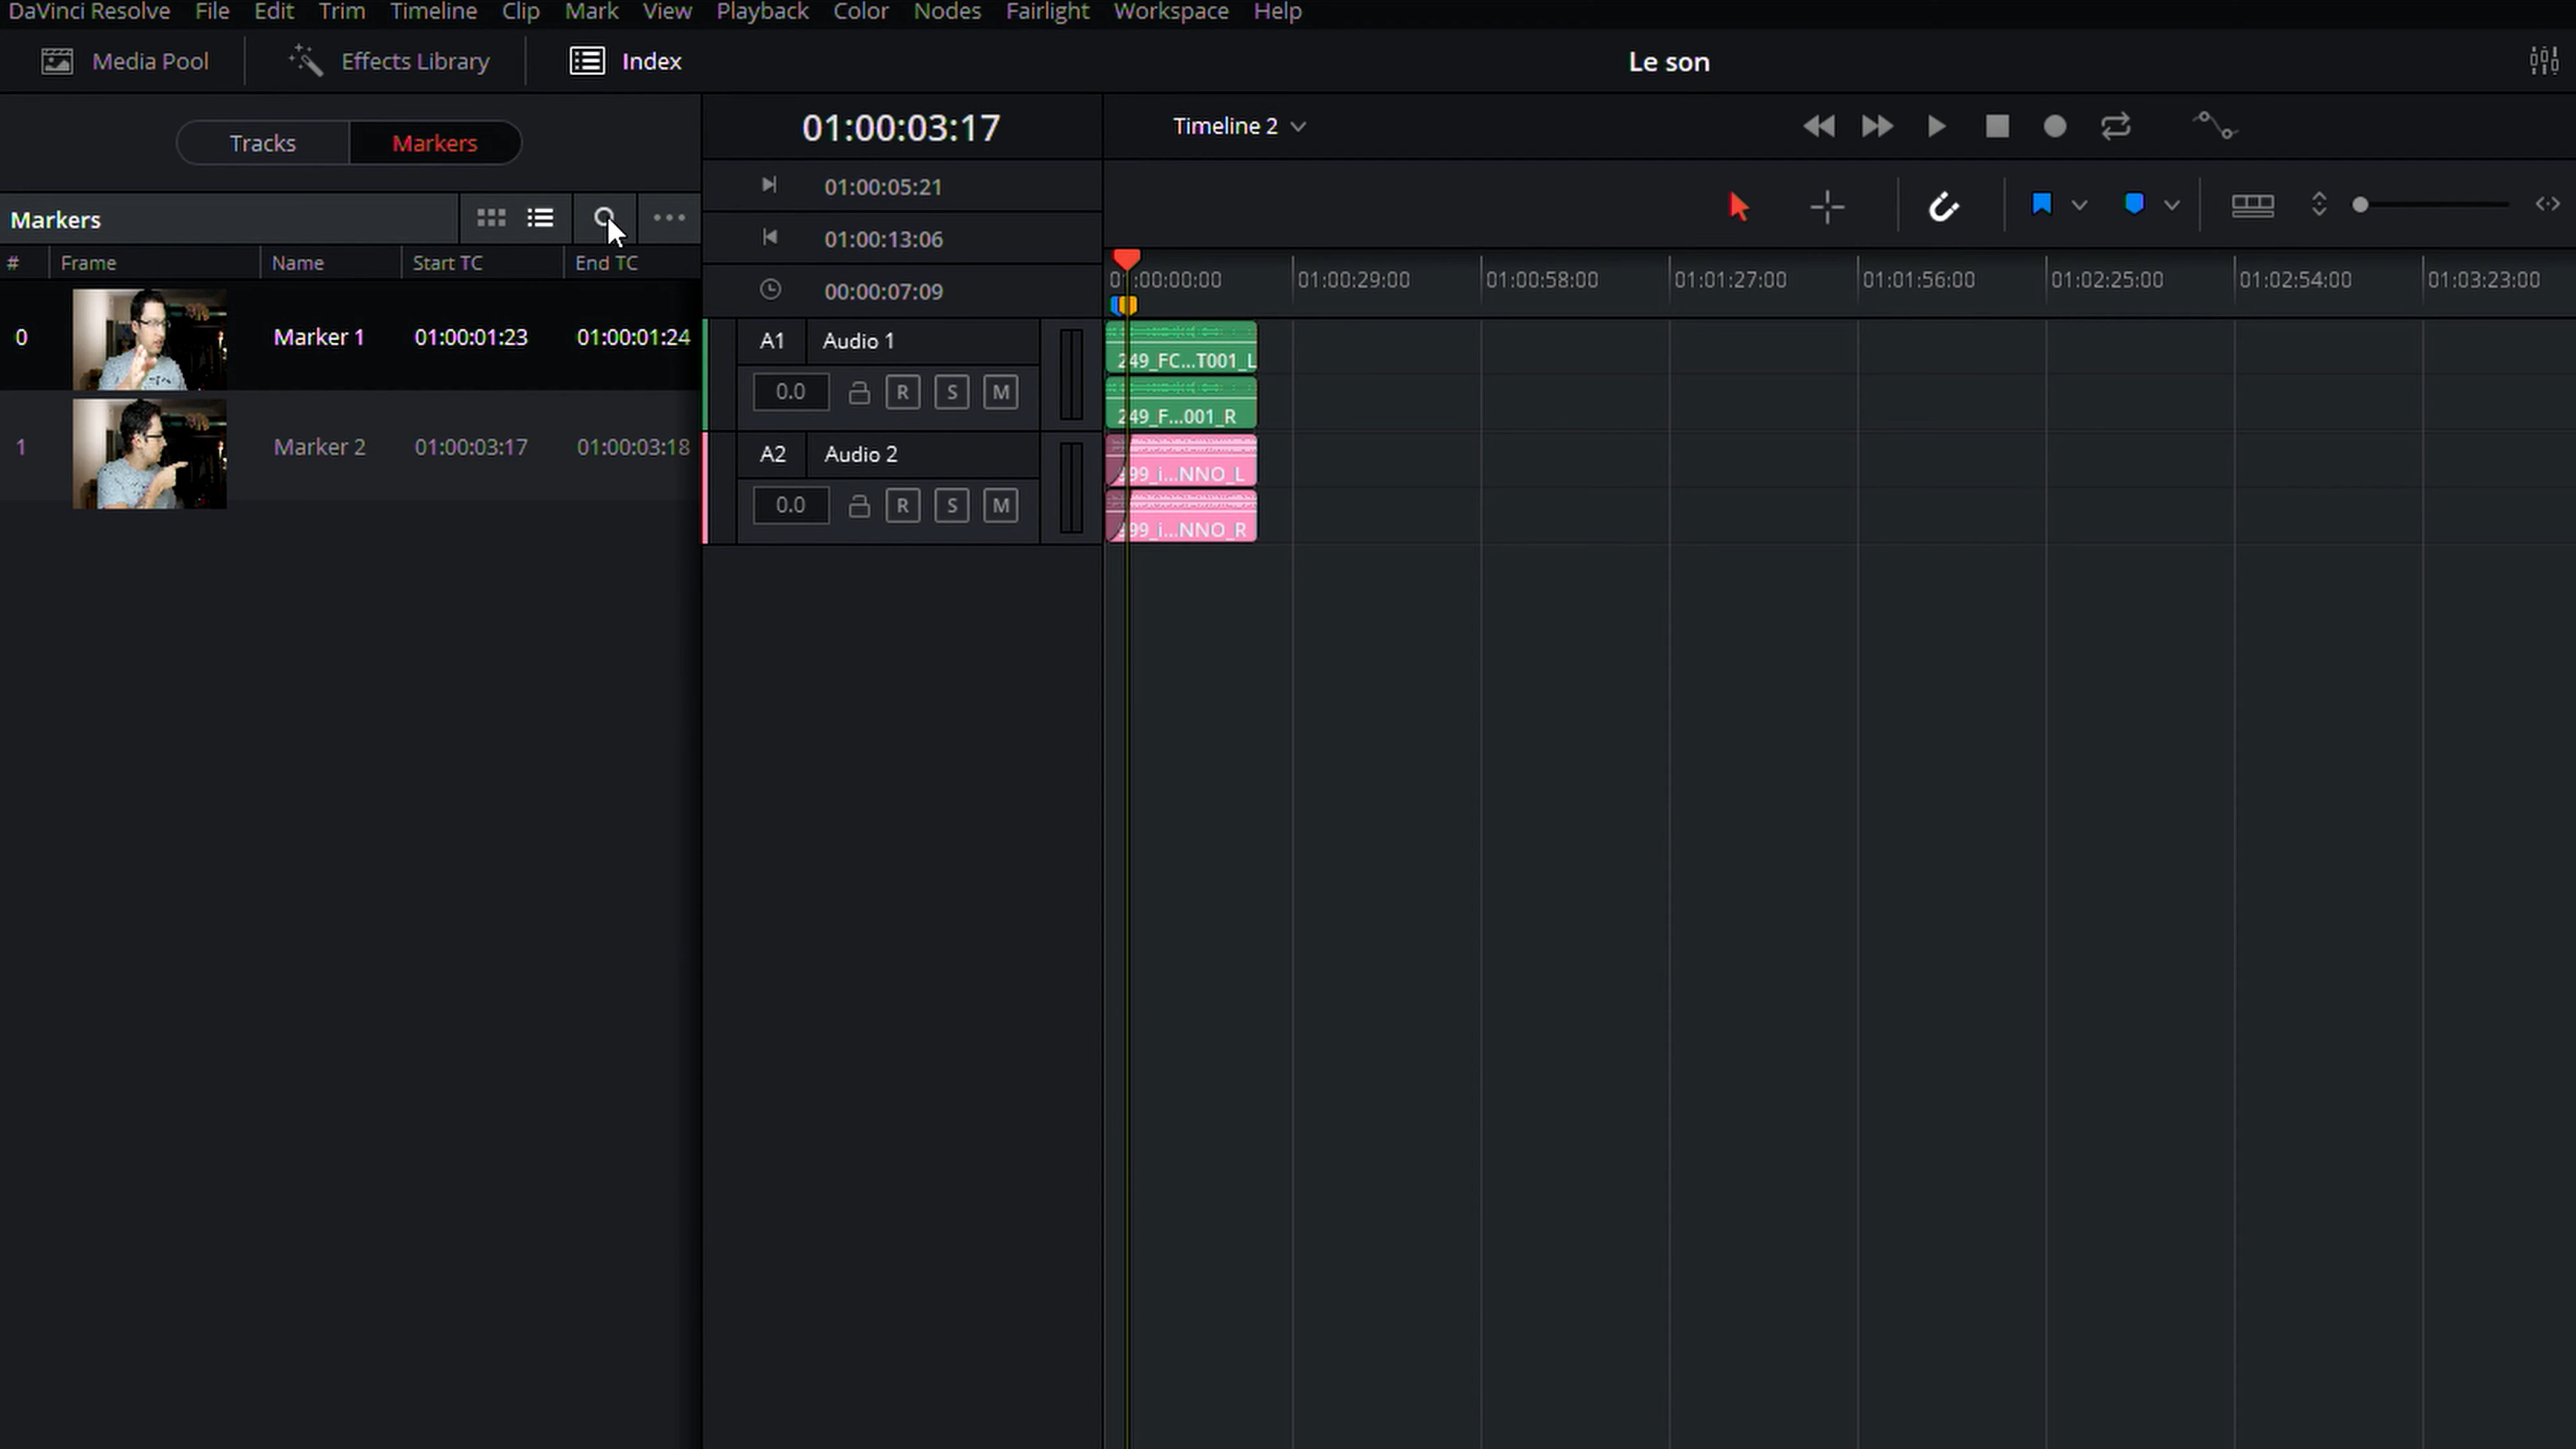 DaVinci Resolve File Edit Trim Timeline Clip Mark View Playback Color Nodes Fairlight Workspace Help
Media Pool Effects Library Index Le son
Tracks Markers
01:00:03:17 Timeline 2
Markers
01:00:05:21
01:00:13:06
00:00:07:09
# Frame Name Start TC End TC
01:00:00:00 01:00:29:00 01:00:58:00 01:01:27:00 01:01:56:00 01:02:25:00 01:02:54:00 01:03:23:00
0 Marker 1 01:00:01:23 01:00:01:24
1 Marker 2 01:00:03:17 01:00:03:18
A1 Audio 1
0.0 R S M
249_FC...T001_L
249_F...001_R
A2 Audio 2
0.0 R S M
399_i...NNO_L
399_i...NNO_R